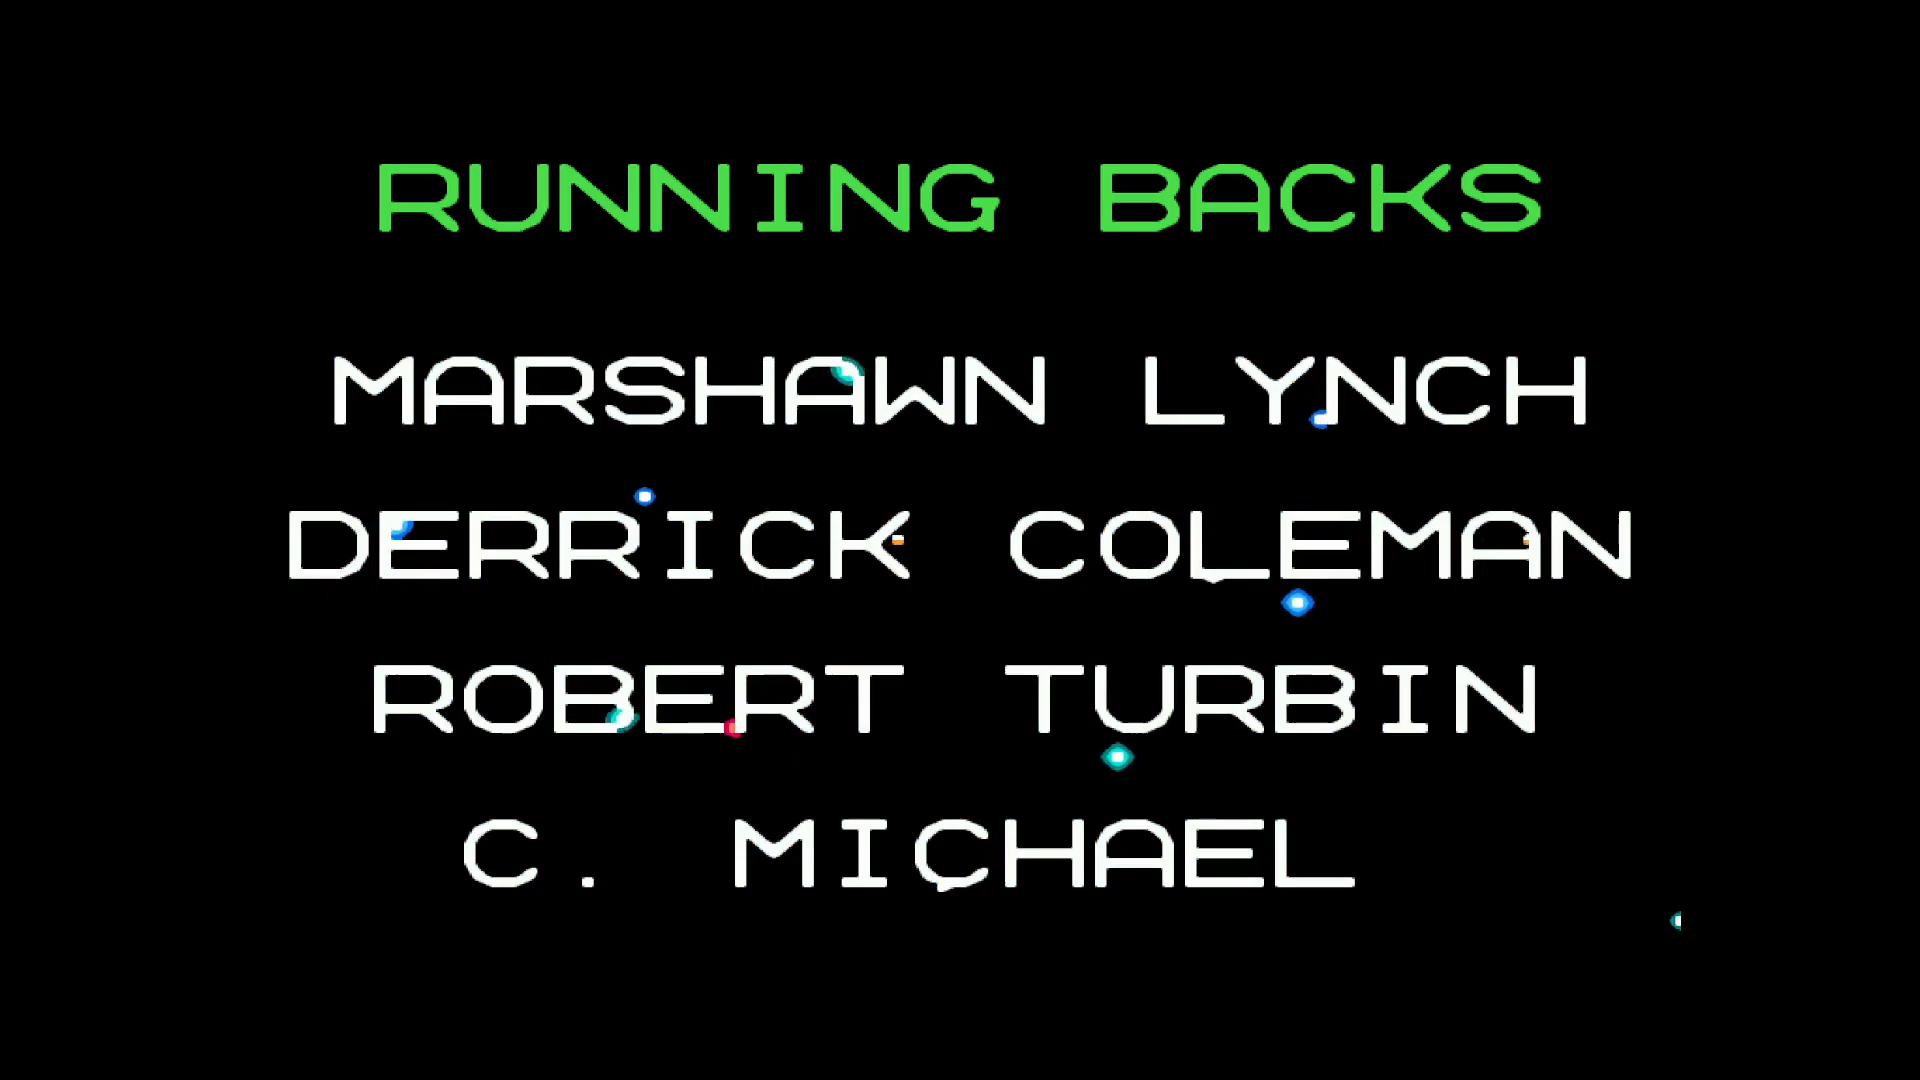 RUNNING BACKS
MARSHAWN LYNCH
DERRICK COLEMAN
ROBERT TURBIN
C. MICHAEL